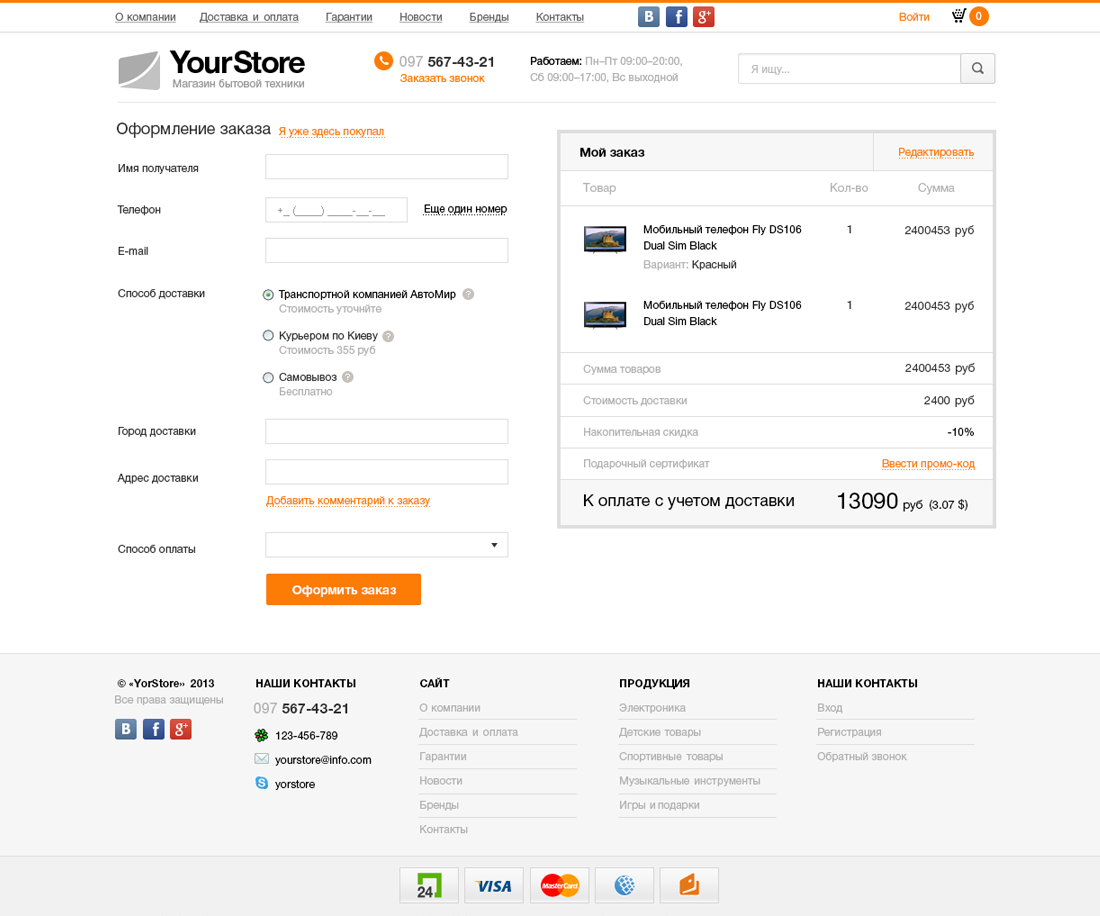 О компании Доставка и оплата Гарантии Новости Бренды Контакты Войти 0
YourStore
Магазин бытовой техники
097 567-43-21
Заказать звонок
Работаем: Пн–Пт 09:00–20:00,
Сб 09:00–17:00, Вс выходной
Я ищу...
Оформление заказа Я уже здесь покупал
Имя получателя
Телефон +_ (____) ____-__-__ Еще один номер
E-mail
Способ доставки
Транспортной компанией АвтоМир ?
Стоимость уточняйте
Курьером по Киеву ?
Стоимость 355 руб
Самовывоз ?
Бесплатно
Город доставки
Адрес доставки
Добавить комментарий к заказу
Способ оплаты
Оформить заказ
Мой заказ Редактировать
Товар Кол-во Сумма
Мобильный телефон Fly DS106 1 2400453 руб
Dual Sim Black
Вариант: Красный
Мобильный телефон Fly DS106 1 2400453 руб
Dual Sim Black
Сумма товаров 2400453 руб
Стоимость доставки 2400 руб
Накопительная скидка -10%
Подарочный сертификат Ввести промо-код
К оплате с учетом доставки 13090 руб (3.07 $)
© «YorStore» 2013
Все права защищены
В f g+
НАШИ КОНТАКТЫ
097 567-43-21
123-456-789
yourstore@info.com
yorstore
САЙТ
О компании
Доставка и оплата
Гарантии
Новости
Бренды
Контакты
ПРОДУКЦИЯ
Электроника
Детские товары
Спортивные товары
Музыкальные инструменты
Игры и подарки
НАШИ КОНТАКТЫ
Вход
Регистрация
Обратный звонок
24 VISA MasterCard